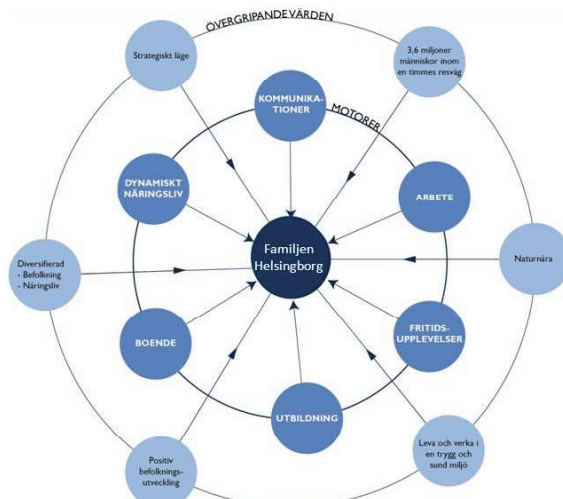 ÖVERGRIPANDE VÄRDEN
Strategiskt läge
3,6 miljoner
människor inom
en timmes resväg
KOMMUNIKA-
TIONER
MOTORER
DYNAMISKT
NÄRINGSLIV
ARBETE
Familjen
Helsingborg
Diversifierad
- Befolkning
- Näringsliv
Naturnära
BOENDE
FRITIDS-
UPPLEVELSER
UTBILDNING
Positiv
befolknings-
utveckling
Leva och verka i
en trygg och
sund miljö